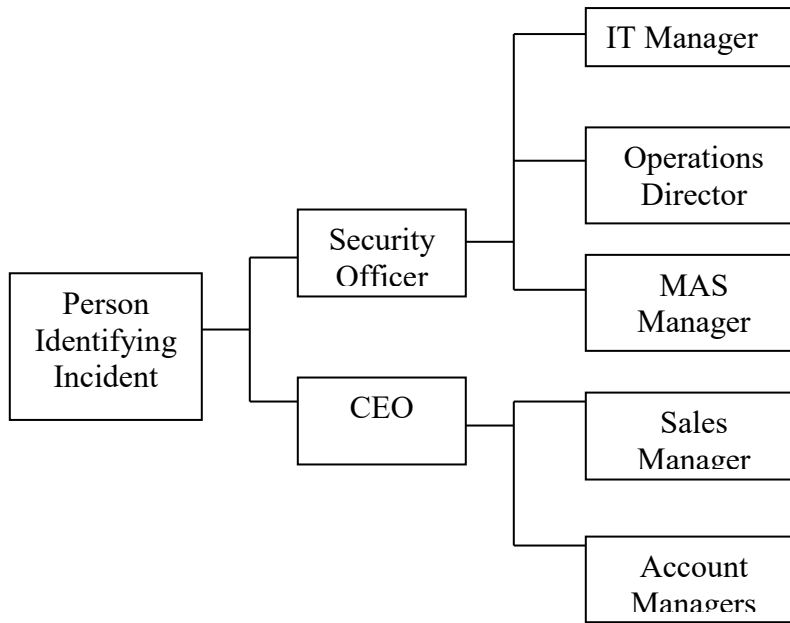 IT Manager
Operations
Director
Security
Officer
MAS
Manager
Person
Identifying
Incident
CEO
Sales
Manager
Account
Managers